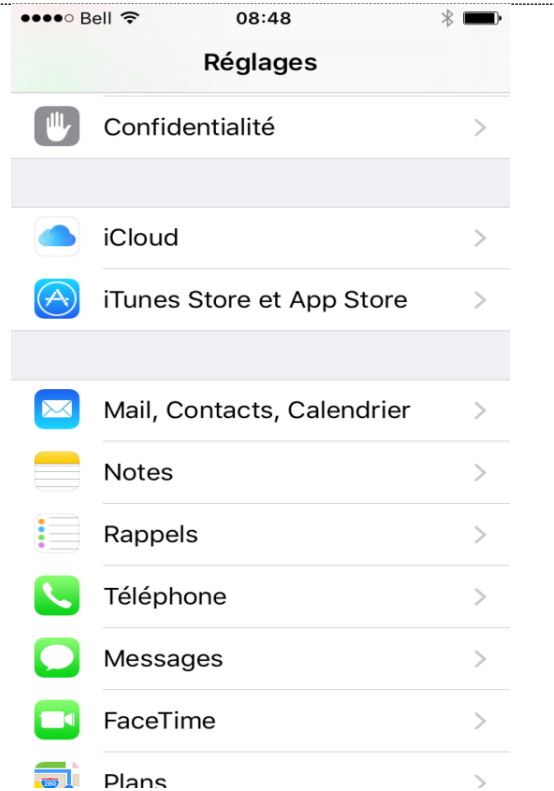 Bell 08:48
Réglages
Confidentialité
iCloud
iTunes Store et App Store
Mail, Contacts, Calendrier
Notes
Rappels
Téléphone
Messages
FaceTime
280
Plans